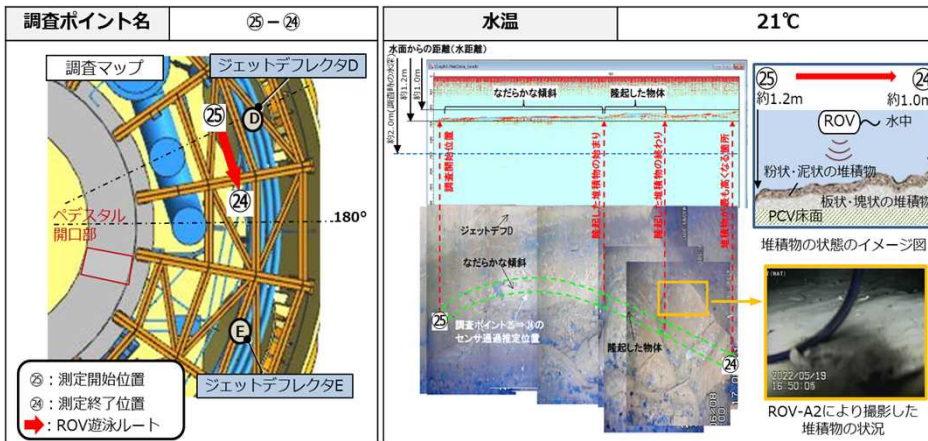 調査ポイント名
㉕－㉔
調査マップ
ジェットデフレクタD
㉕
D
㉔
180°
ペデスタル
開口部
E
ジェットデフレクタE
㉕：測定開始位置
㉔：測定終了位置
：ROV遊泳ルート
水温
21℃
水面からの距離（水距離）
約1.0m
約1.2m
約2.0m(調査時の水深)
なだらかな傾斜
隆起した物体
調査開始位置
隆起した堆積物の始まり
隆起した堆積物の終わり
堆積物が最も高くなる箇所
ジェットデフD
なだらかな傾斜
㉕
調査ポイント㉕⇒㉔の
センサ通過推定位置
隆起した物体
㉔
㉕
㉔
約1.2m
約1.0m
ROV
水中
粉状・泥状の堆積物
板状・塊状の堆積物
PCV床面
堆積物の状態のイメージ図
2022/05/19
16:50:09
ROV-A2により撮影した
堆積物の状況